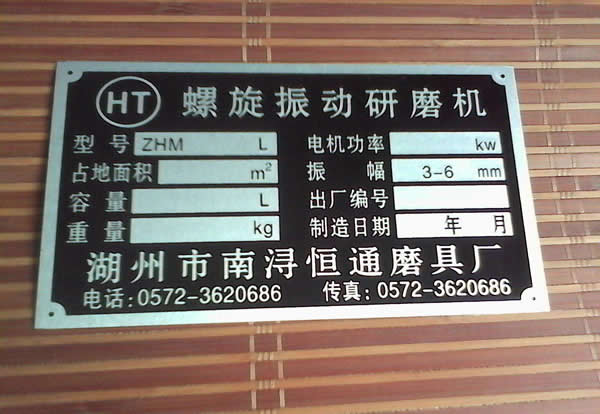 HT 螺旋振动研磨机
型号 ZHM L 电机功率 kw
占地面积 m² 振幅 3-6 mm
容量 L 出厂编号
重量 kg 制造日期 年 月
湖州市南浔恒通磨具厂
电话:0572-3620686 传真:0572-3620686